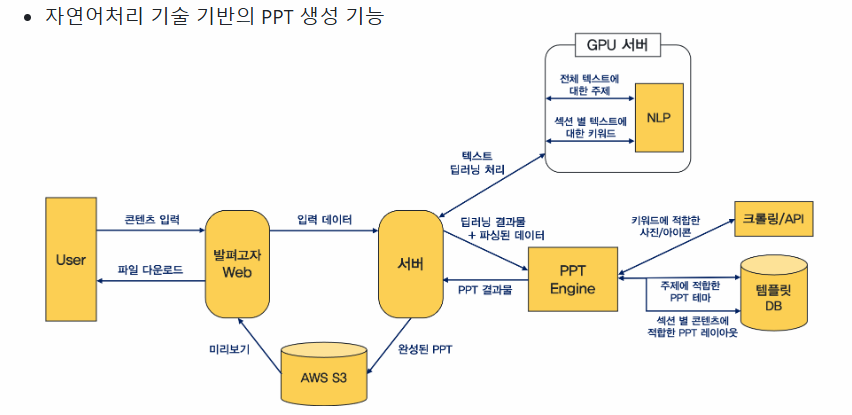 • 자연어처리 기술 기반의 PPT 생성 기능
GPU 서버
전체 텍스트에
대한 주제
섹션 별 텍스트에
대한 키워드
NLP
텍스트
딥러닝 처리
User
콘텐츠 입력
파일 다운로드
발펴고자
Web
입력 데이터
서버
딥러닝 결과물
+ 파싱된 데이터
PPT 결과물
PPT
Engine
키워드에 적합한
사진/아이콘
크롤링/API
주제에 적합한
PPT 테마
섹션 별 콘텐츠에
적합한 PPT 레이아웃
템플릿
DB
미리보기
AWS S3
완성된 PPT